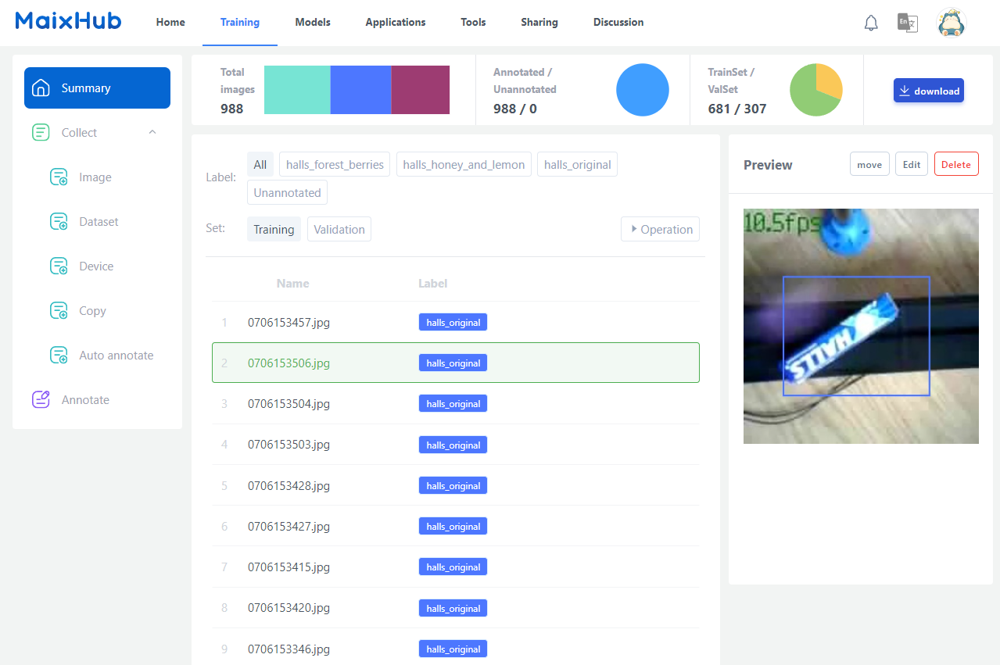 MaixHub
Home Training Models Applications Tools Sharing Discussion
En
Summary
Collect
Image
Dataset
Device
Copy
Auto annotate
Annotate
Total
images
988
Annotated /
Unannotated
988 / 0
TrainSet /
ValSet
681 / 307
download
Label: All halls_forest_berries halls_honey_and_lemon halls_original
Unannotated
Set: Training Validation Operation
Name Label
1 0706153457.jpg halls_original
2 0706153506.jpg halls_original
3 0706153504.jpg halls_original
4 0706153503.jpg halls_original
5 0706153428.jpg halls_original
6 0706153427.jpg halls_original
7 0706153415.jpg halls_original
8 0706153420.jpg halls_original
9 0706153346.jpg halls_original
Preview move Edit Delete
10.5fps
HALLS